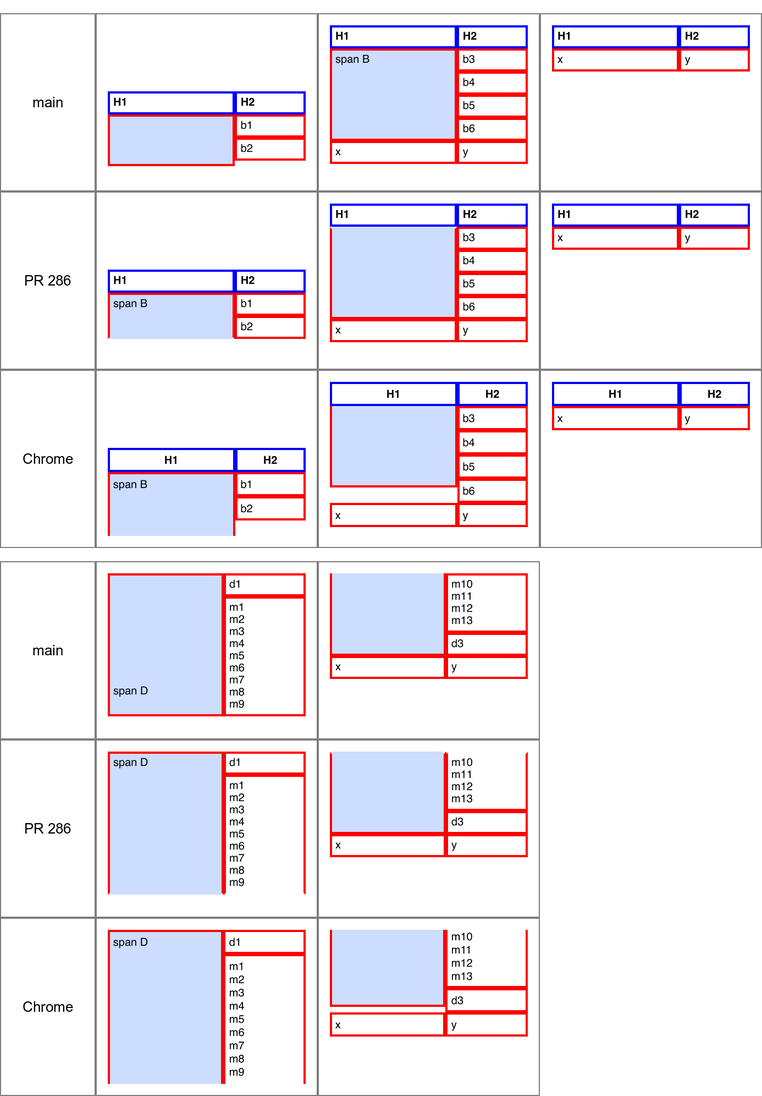 main
H1 H2
b1
b2
H1 H2
span B b3
b4
b5
b6
x y
H1 H2
x y
PR 286
H1 H2
span B b1
b2
H1 H2
b3
b4
b5
b6
x y
H1 H2
x y
Chrome
H1 H2
span B b1
b2
H1 H2
b3
b4
b5
b6
x y
H1 H2
x y
main
d1
m1
m2
m3
m4
m5
m6
m7
span D m8
m9
m10
m11
m12
m13
d3
x y
PR 286
span D d1
m1
m2
m3
m4
m5
m6
m7
m8
m9
m10
m11
m12
m13
d3
x y
Chrome
span D d1
m1
m2
m3
m4
m5
m6
m7
m8
m9
m10
m11
m12
m13
d3
x y